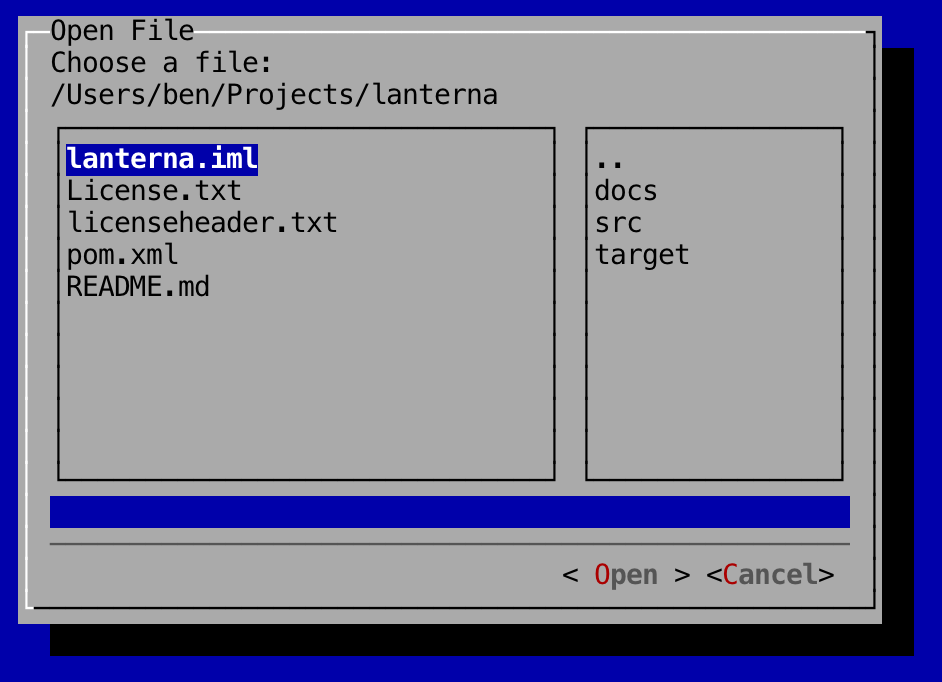 Open File
Choose a file:
/Users/ben/Projects/lanterna
lanterna.iml
License.txt
licenseheader.txt
pom.xml
README.md
..
docs
src
target
< Open > <Cancel>